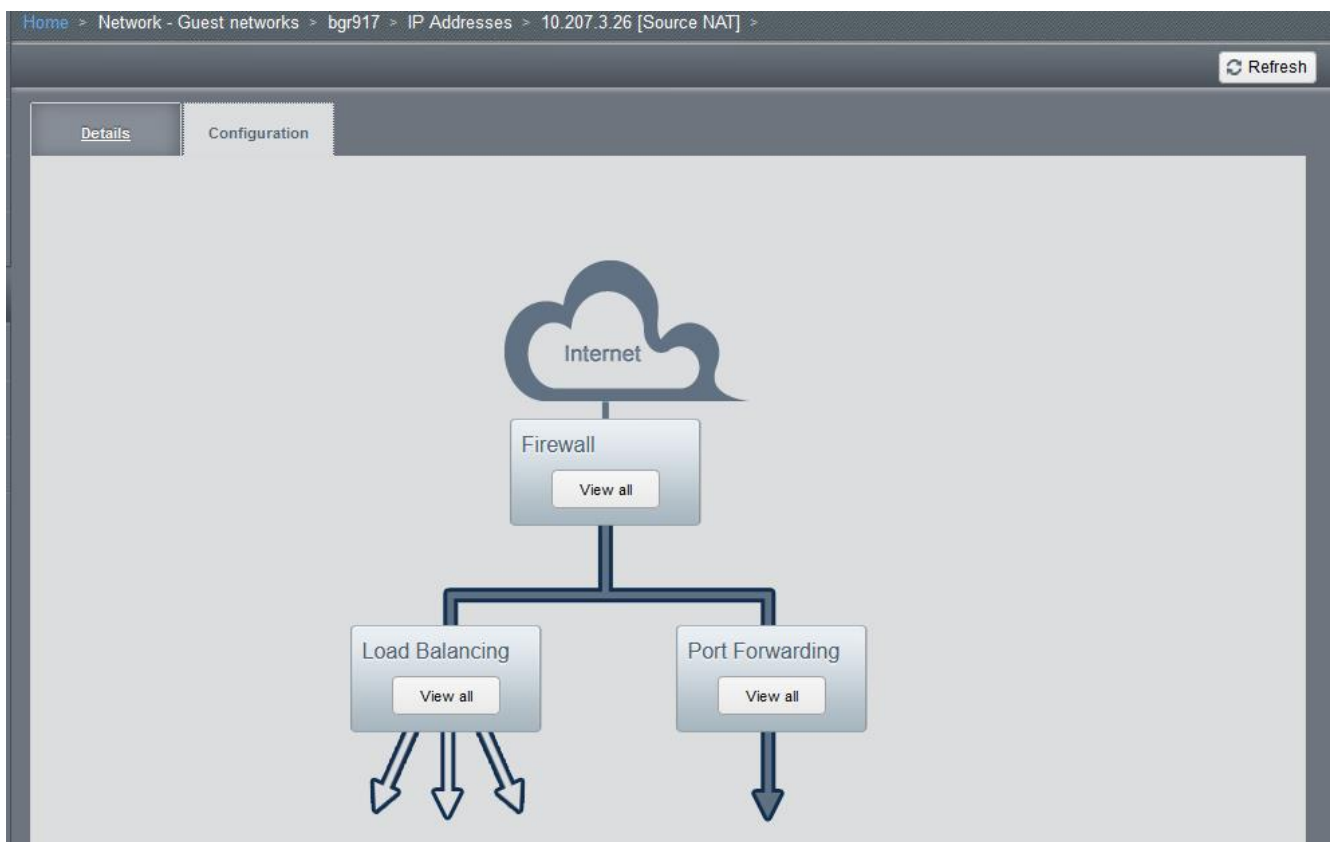 Home > Network - Guest networks > bgr917 > IP Addresses > 10.207.3.26 [Source NAT] >
Refresh
Details Configuration
Internet
Firewall
View all
Load Balancing Port Forwarding
View all View all